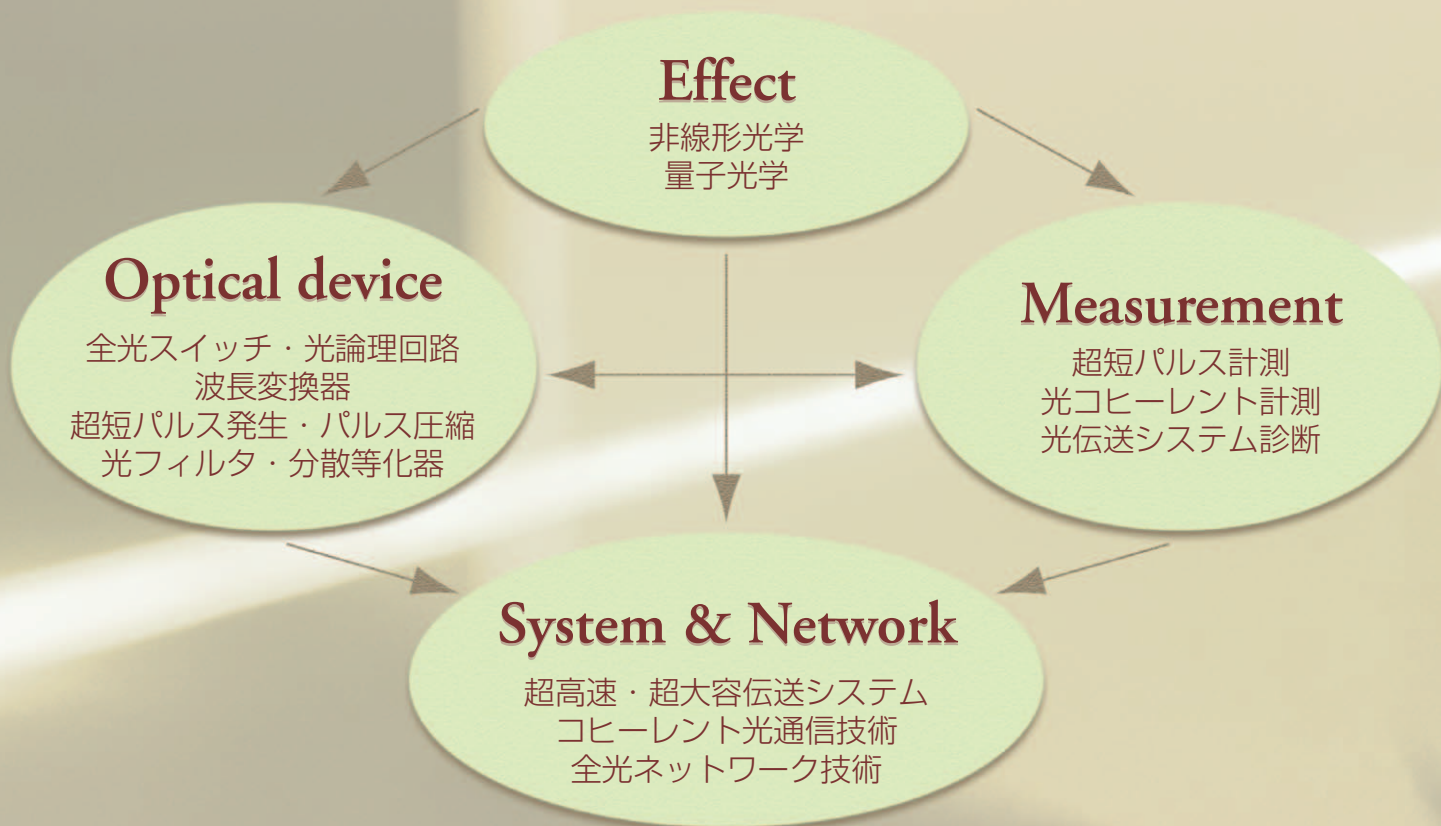 Effect
非線形光学
量子光学
Optical device
全光スイッチ・光論理回路
波長変換器
超短パルス発生・パルス圧縮
光フィルタ・分散等化器
Measurement
超短パルス計測
光コヒーレント計測
光伝送システム診断
System & Network
超高速・超大容伝送システム
コヒーレント光通信技術
全光ネットワーク技術